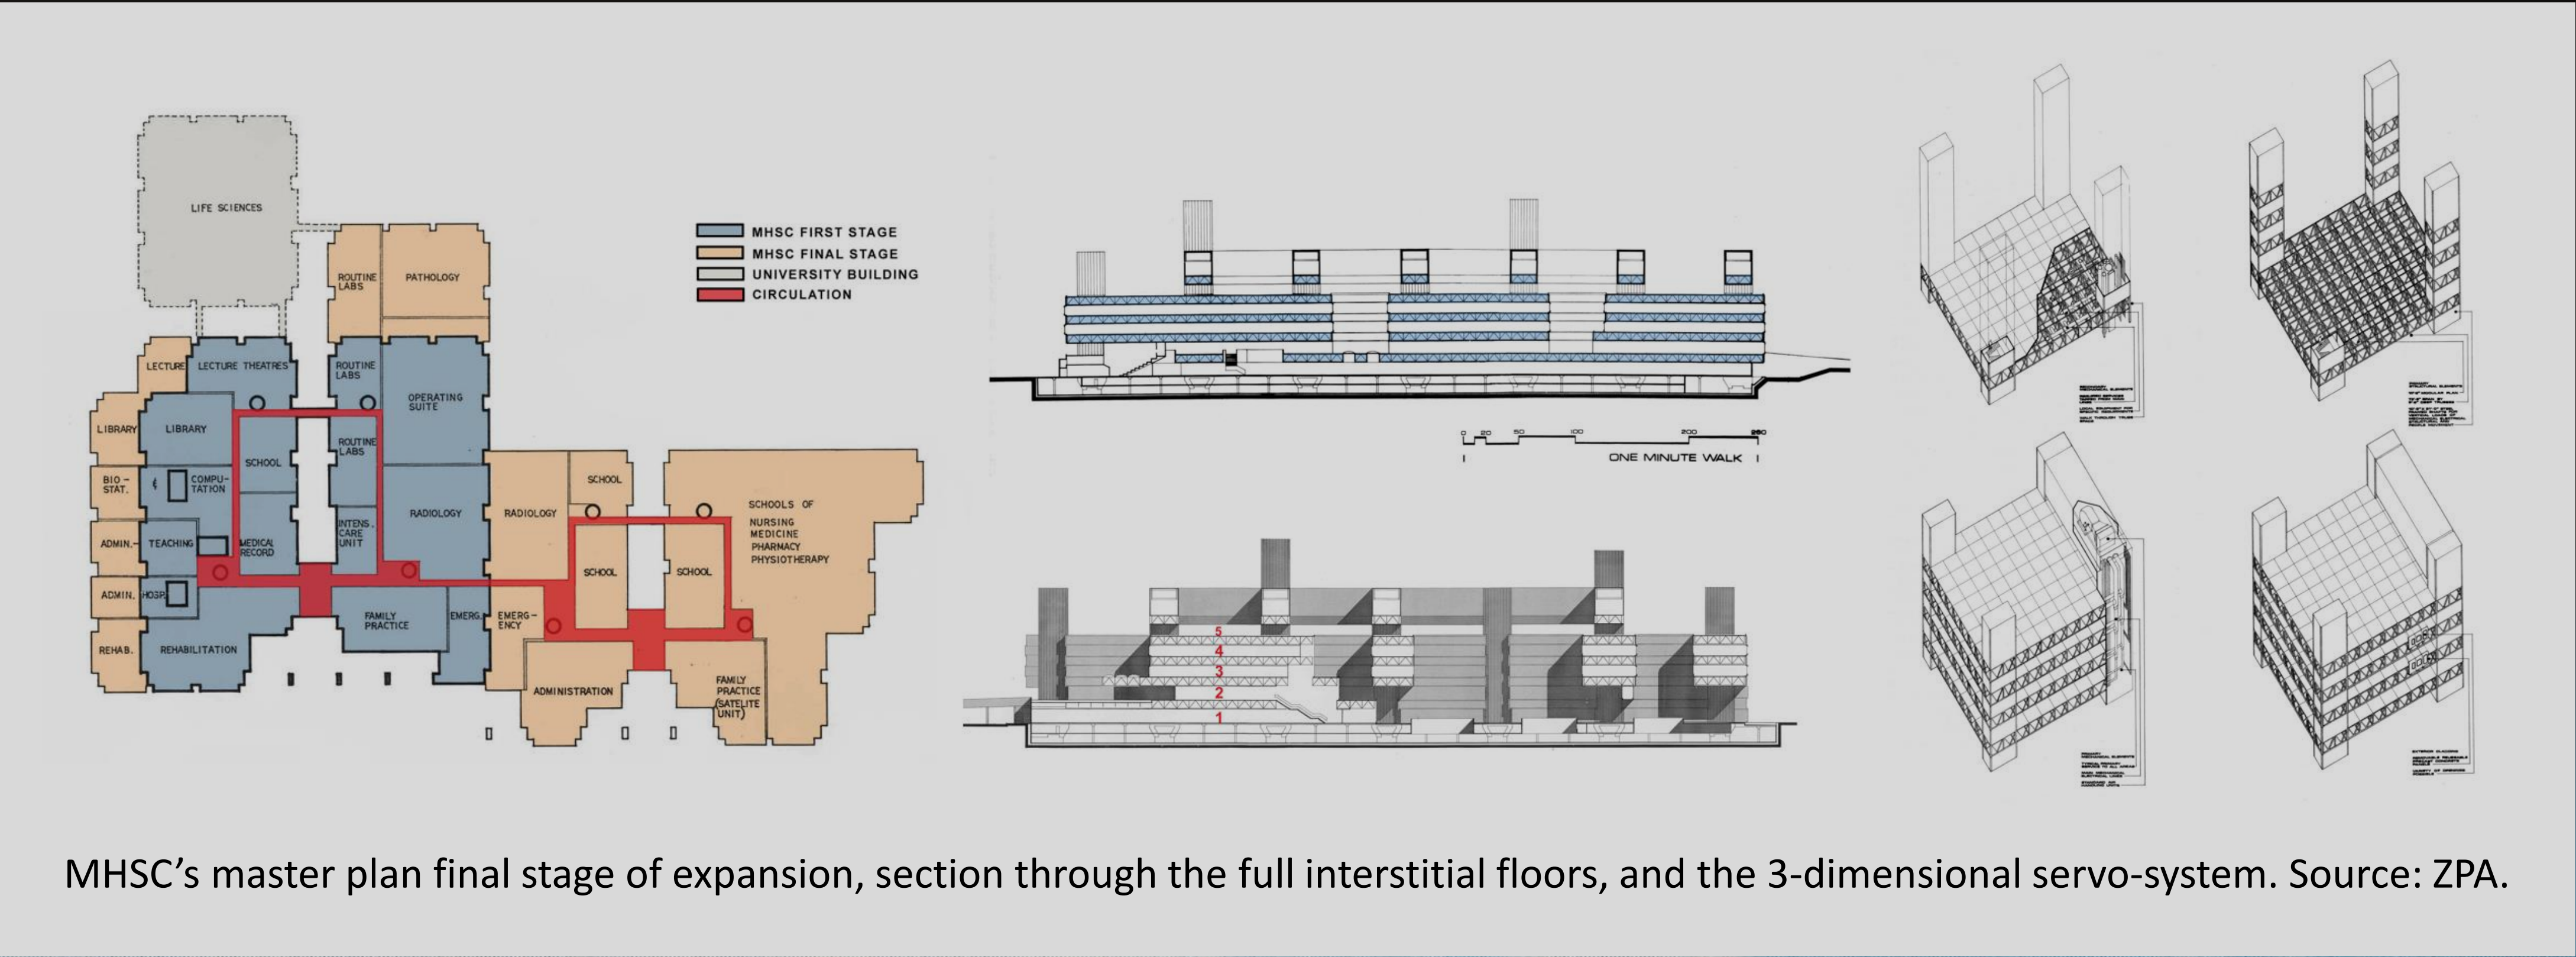 LIFE SCIENCES
ROUTINE
LABS
PATHOLOGY
LECTURE
LECTURE THEATRES
ROUTINE
LABS
OPERATING
SUITE
LIBRARY
LIBRARY
ROUTINE
LABS
SCHOOL
BIO-
STAT.
COMPU-
TATION
RADIOLOGY
INTENS.
CARE
UNIT
ADMIN.
TEACHING
MEDICAL
RECORD
ADMIN.
HOSP.
FAMILY
PRACTICE
EMERG.
REHAB.
REHABILITATION
RADIOLOGY
SCHOOL
SCHOOLS OF
NURSING
MEDICINE
PHARMACY
PHYSIOTHERAPY
SCHOOL
SCHOOL
EMERG-
ENCY
ADMINISTRATION
FAMILY
PRACTICE
(SATELITE
UNIT)
MHSC FIRST STAGE
MHSC FINAL STAGE
UNIVERSITY BUILDING
CIRCULATION
0 20 50 100 200 260
ONE MINUTE WALK
5
4
3
2
1
MHSC’s master plan final stage of expansion, section through the full interstitial floors, and the 3-dimensional servo-system. Source: ZPA.